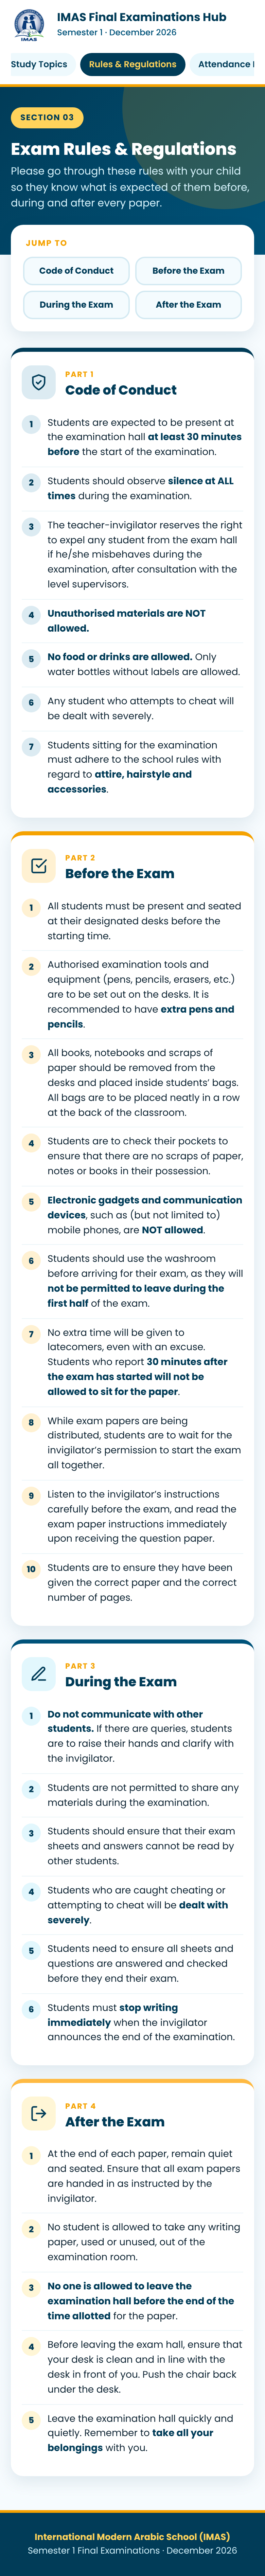 IMAS
IMAS Final Examinations Hub
Semester 1 · December 2026
Study Topics
Rules & Regulations
Attendance
SECTION 03
Exam Rules & Regulations
Please go through these rules with your child
so they know what is expected of them before,
during and after every paper.
JUMP TO
Code of Conduct
Before the Exam
During the Exam
After the Exam
PART 1
Code of Conduct
1 Students are expected to be present at
the examination hall at least 30 minutes
before the start of the examination.
2 Students should observe silence at ALL
times during the examination.
3 The teacher-invigilator reserves the right
to expel any student from the exam hall
if he/she misbehaves during the
examination, after consultation with the
level supervisors.
4 Unauthorised materials are NOT
allowed.
5 No food or drinks are allowed. Only
water bottles without labels are allowed.
6 Any student who attempts to cheat will
be dealt with severely.
7 Students sitting for the examination
must adhere to the school rules with
regard to attire, hairstyle and
accessories.
PART 2
Before the Exam
1 All students must be present and seated
at their designated desks before the
starting time.
2 Authorised examination tools and
equipment (pens, pencils, erasers, etc.)
are to be set out on the desks. It is
recommended to have extra pens and
pencils.
3 All books, notebooks and scraps of
paper should be removed from the
desks and placed inside students’ bags.
All bags are to be placed neatly in a row
at the back of the classroom.
4 Students are to check their pockets to
ensure that there are no scraps of paper,
notes or books in their possession.
5 Electronic gadgets and communication
devices, such as (but not limited to)
mobile phones, are NOT allowed.
6 Students should use the washroom
before arriving for their exam, as they will
not be permitted to leave during the
first half of the exam.
7 No extra time will be given to
latecomers, even with an excuse.
Students who report 30 minutes after
the exam has started will not be
allowed to sit for the paper.
8 While exam papers are being
distributed, students are to wait for the
invigilator’s permission to start the exam
all together.
9 Listen to the invigilator’s instructions
carefully before the exam, and read the
exam paper instructions immediately
upon receiving the question paper.
10 Students are to ensure they have been
given the correct paper and the correct
number of pages.
PART 3
During the Exam
1 Do not communicate with other
students. If there are queries, students
are to raise their hands and clarify with
the invigilator.
2 Students are not permitted to share any
materials during the examination.
3 Students should ensure that their exam
sheets and answers cannot be read by
other students.
4 Students who are caught cheating or
attempting to cheat will be dealt with
severely.
5 Students need to ensure all sheets and
questions are answered and checked
before they end their exam.
6 Students must stop writing
immediately when the invigilator
announces the end of the examination.
PART 4
After the Exam
1 At the end of each paper, remain quiet
and seated. Ensure that all exam papers
are handed in as instructed by the
invigilator.
2 No student is allowed to take any writing
paper, used or unused, out of the
examination room.
3 No one is allowed to leave the
examination hall before the end of the
time allotted for the paper.
4 Before leaving the exam hall, ensure that
your desk is clean and in line with the
desk in front of you. Push the chair back
under the desk.
5 Leave the examination hall quickly and
quietly. Remember to take all your
belongings with you.
International Modern Arabic School (IMAS)
Semester 1 Final Examinations · December 2026